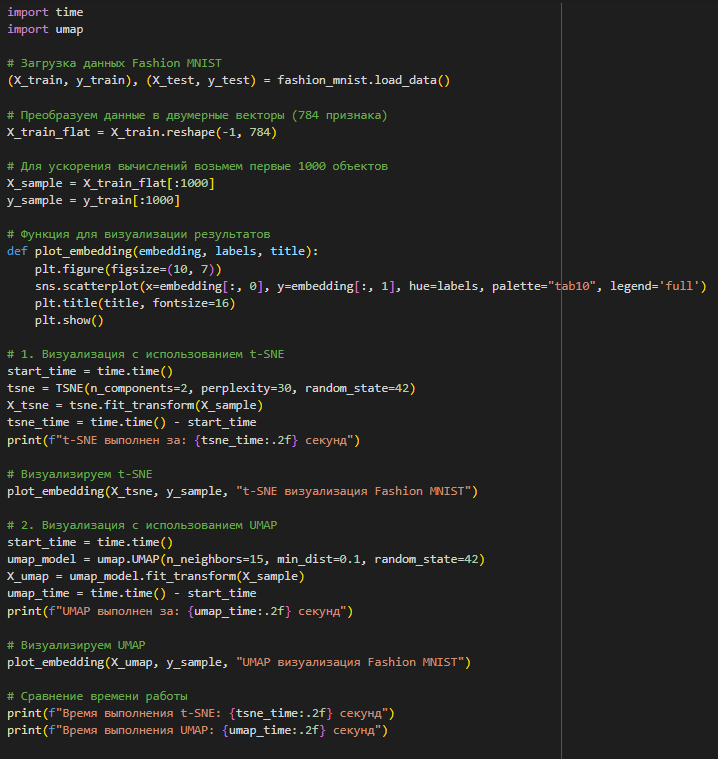 import time
import umap
# Загрузка данных Fashion MNIST
(X_train, y_train), (X_test, y_test) = fashion_mnist.load_data()
# Преобразуем данные в двумерные векторы (784 признака)
X_train_flat = X_train.reshape(-1, 784)
# Для ускорения вычислений возьмем первые 1000 объектов
X_sample = X_train_flat[:1000]
y_sample = y_train[:1000]
# Функция для визуализации результатов
def plot_embedding(embedding, labels, title):
    plt.figure(figsize=(10, 7))
    sns.scatterplot(x=embedding[:, 0], y=embedding[:, 1], hue=labels, palette="tab10", legend='full')
    plt.title(title, fontsize=16)
    plt.show()
# 1. Визуализация с использованием t-SNE
start_time = time.time()
tsne = TSNE(n_components=2, perplexity=30, random_state=42)
X_tsne = tsne.fit_transform(X_sample)
tsne_time = time.time() - start_time
print(f"t-SNE выполнен за: {tsne_time:.2f} секунд")
# Визуализируем t-SNE
plot_embedding(X_tsne, y_sample, "t-SNE визуализация Fashion MNIST")
# 2. Визуализация с использованием UMAP
start_time = time.time()
umap_model = umap.UMAP(n_neighbors=15, min_dist=0.1, random_state=42)
X_umap = umap_model.fit_transform(X_sample)
umap_time = time.time() - start_time
print(f"UMAP выполнен за: {umap_time:.2f} секунд")
# Визуализируем UMAP
plot_embedding(X_umap, y_sample, "UMAP визуализация Fashion MNIST")
# Сравнение времени работы
print(f"Время выполнения t-SNE: {tsne_time:.2f} секунд")
print(f"Время выполнения UMAP: {umap_time:.2f} секунд")